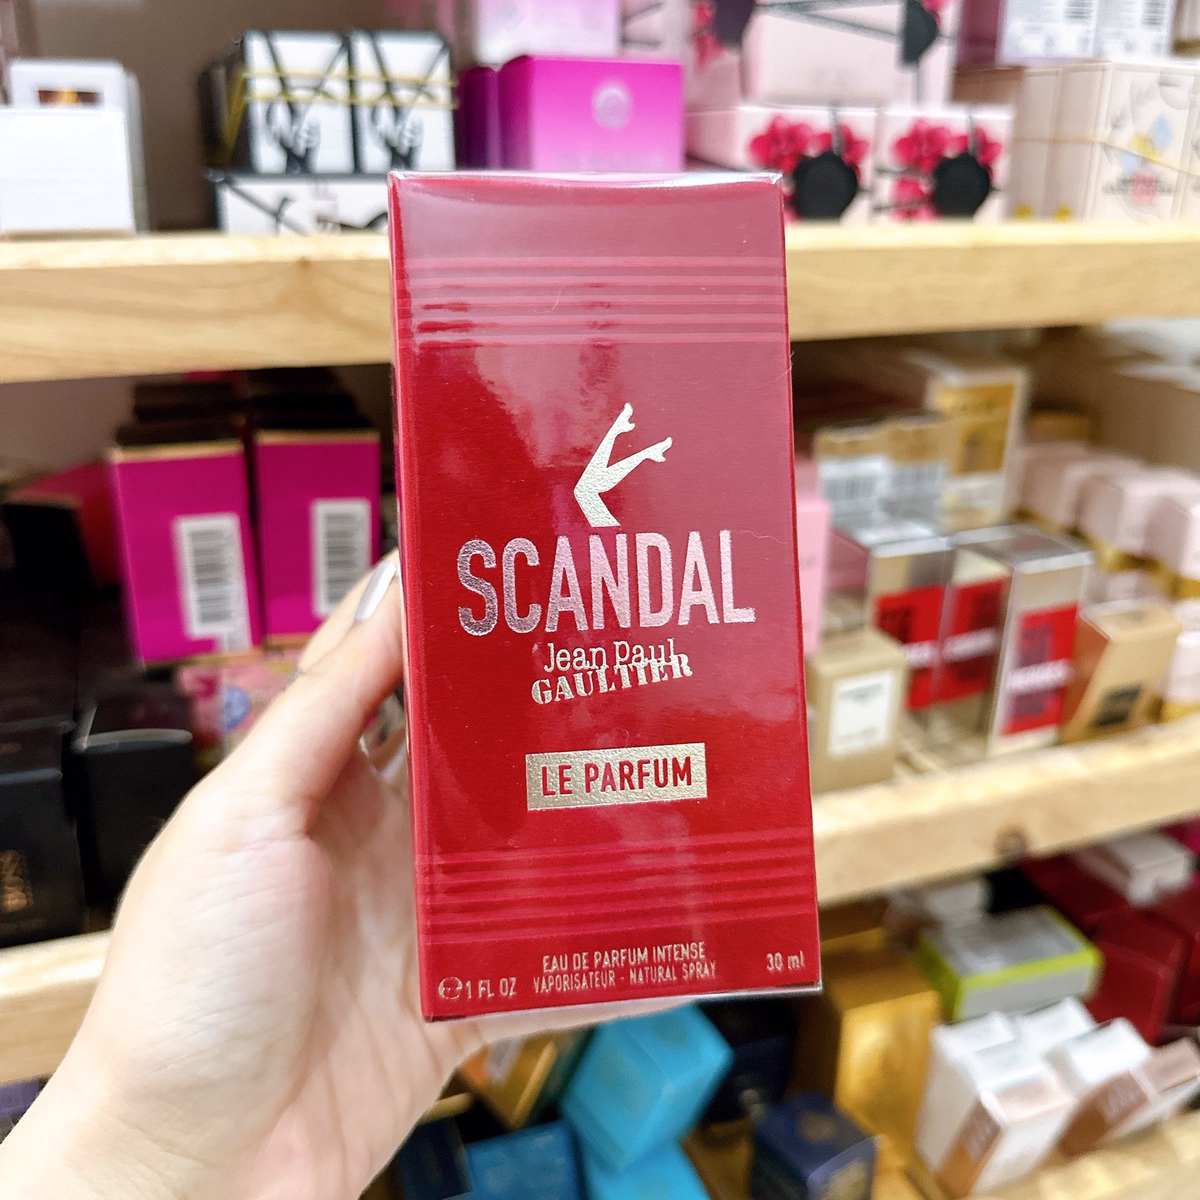 SCANDAL
Jean Paul
GAULTIER
LE PARFUM
EAU DE PARFUM INTENSE
VAPORISATEUR - NATURAL SPRAY
℮ 1 FL OZ
30 ml